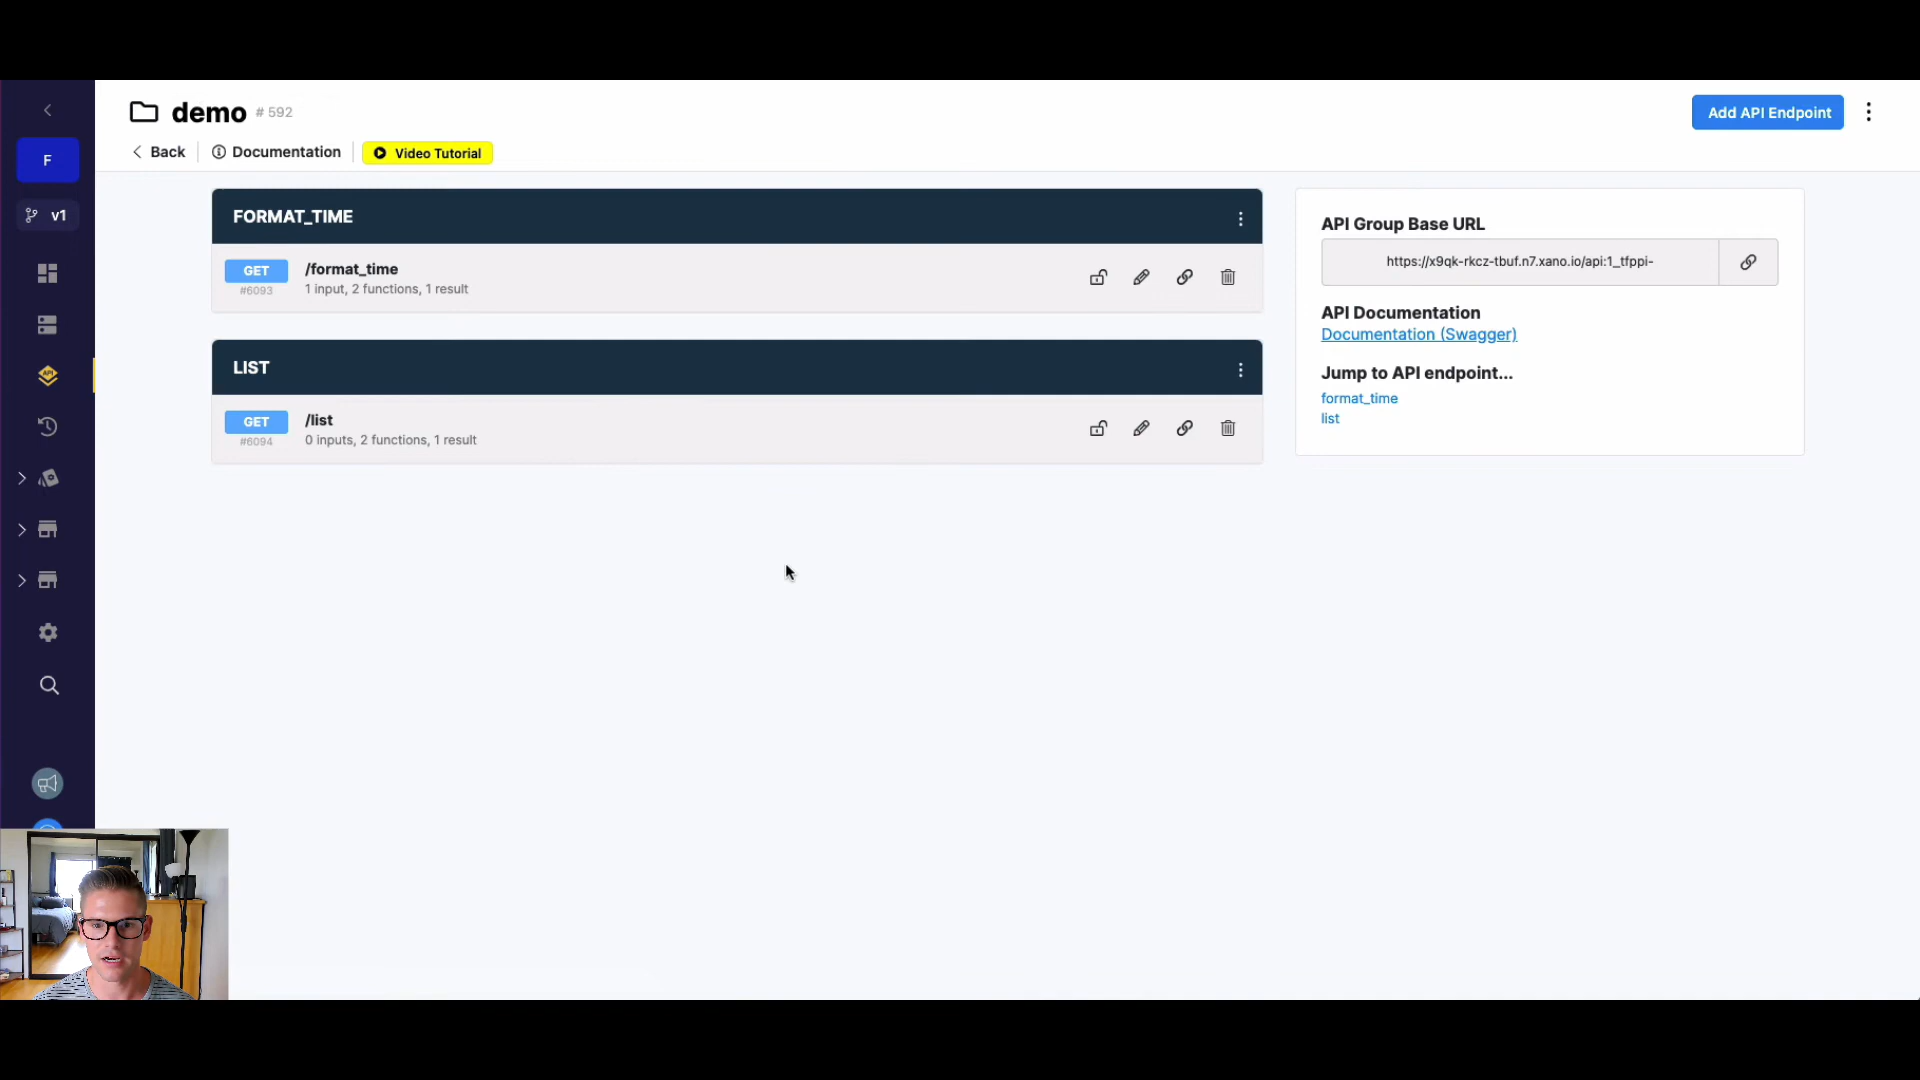 demo # 592
Add API Endpoint
Back
Documentation
Video Tutorial
F
v1
API
FORMAT_TIME
GET
#6093
/format_time
1 input, 2 functions, 1 result
LIST
GET
#6094
/list
0 inputs, 2 functions, 1 result
API Group Base URL
https://x9qk-rkcz-tbuf.n7.xano.io/api:1_tfppi-
API Documentation
Documentation (Swagger)
Jump to API endpoint...
format_time
list